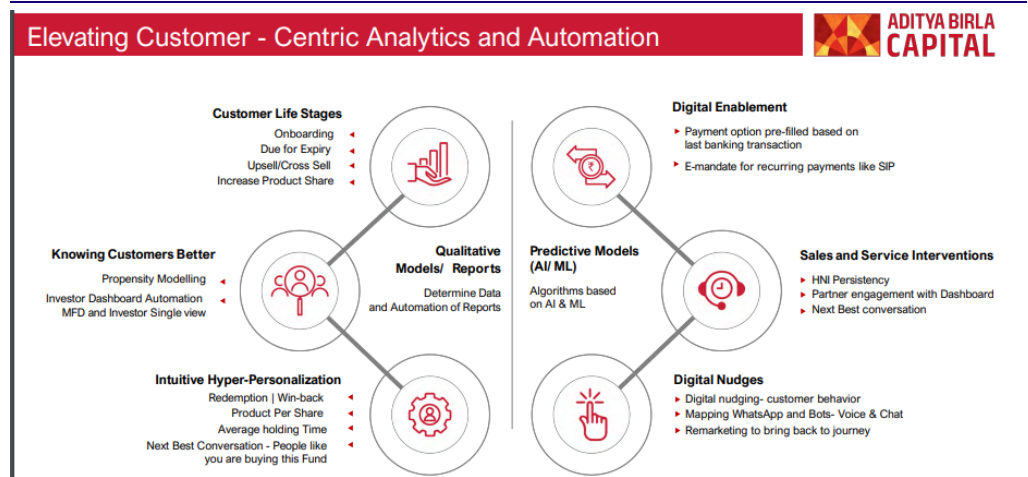 Elevating Customer - Centric Analytics and Automation
ADITYA BIRLA
CAPITAL
Customer Life Stages
Onboarding
Due for Expiry
Upsell/Cross Sell
Increase Product Share
Knowing Customers Better
Propensity Modelling
Investor Dashboard Automation
MFD and Investor Single view
Qualitative
Models/ Reports
Determine Data
and Automation of Reports
Intuitive Hyper-Personalization
Redemption | Win-back
Product Per Share
Average holding Time
Next Best Conversation - People like
you are buying this Fund
Digital Enablement
Payment option pre-filled based on
last banking transaction
E-mandate for recurring payments like SIP
₹
Predictive Models
(AI/ ML)
Algorithms based
on AI & ML
Sales and Service Interventions
HNI Persistency
Partner engagement with Dashboard
Next Best conversation
Digital Nudges
Digital nudging- customer behavior
Mapping WhatsApp and Bots- Voice & Chat
Remarketing to bring back to journey